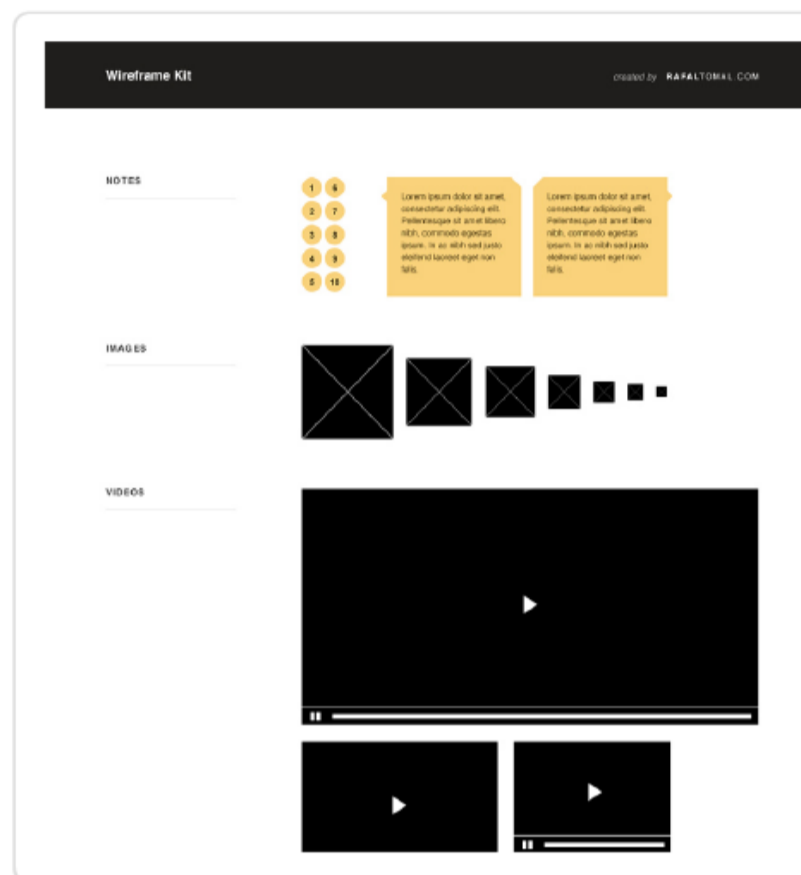 Wireframe Kit
created by RAFALTOMAL.COM
NOTES
1 6
2 7
3 8
4 9
5 10
Lorem ipsum dolor sit amet,
consectetur adipiscing elit.
Pellentesque sit amet libero
nibh, commodo egestas
ipsum. In ac nibh sed justo
eleifend laoreet eget non
felis.
Lorem ipsum dolor sit amet,
consectetur adipiscing elit.
Pellentesque sit amet libero
nibh, commodo egestas
ipsum. In ac nibh sed justo
eleifend laoreet eget non
felis.
IMAGES
VIDEOS